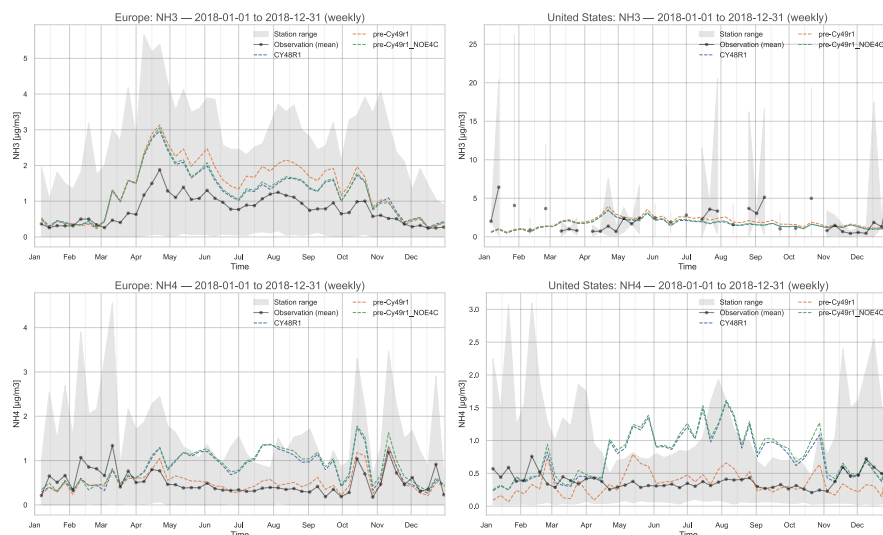 Europe: NH3 — 2018-01-01 to 2018-12-31 (weekly)
Station range
Observation (mean)
CY48R1
pre-Cy49r1
pre-Cy49r1_NOE4C
NH3 [µg/m3]
5
4
3
2
1
0
Jan Feb Mar Apr May Jun Jul Aug Sep Oct Nov Dec
Time
United States: NH3 — 2018-01-01 to 2018-12-31 (weekly)
Station range
Observation (mean)
CY48R1
pre-Cy49r1
pre-Cy49r1_NOE4C
NH3 [µg/m3]
25
20
15
10
5
0
Jan Feb Mar Apr May Jun Jul Aug Sep Oct Nov Dec
Time
Europe: NH4 — 2018-01-01 to 2018-12-31 (weekly)
Station range
Observation (mean)
CY48R1
pre-Cy49r1
pre-Cy49r1_NOE4C
NH4 [µg/m3]
4
3
2
1
0
Jan Feb Mar Apr May Jun Jul Aug Sep Oct Nov Dec
Time
United States: NH4 — 2018-01-01 to 2018-12-31 (weekly)
Station range
Observation (mean)
CY48R1
pre-Cy49r1
pre-Cy49r1_NOE4C
NH4 [µg/m3]
3.0
2.5
2.0
1.5
1.0
0.5
0.0
Jan Feb Mar Apr May Jun Jul Aug Sep Oct Nov Dec
Time